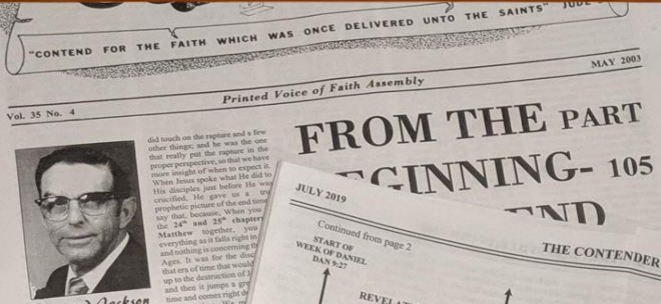 "CONTEND FOR THE FAITH WHICH WAS ONCE DELIVERED UNTO THE SAINTS" JUDE
Vol. 35 No. 4
Printed Voice of Faith Assembly
MAY 2003
FROM THE PART
BEGINNING- 105
END
did touch on the rapture and a few
other things; and he was the one
that really put the rapture in the
proper perspective, so that we have
more insight of when to expect it.
When Jesus spoke what He did to
His disciples just before He was
crucified, He gave us a
prophetic picture of the end time
say that, because, When you
the 24th and 25th chapters
Matthew together, you
everything as it falls right in
and nothing is concerning the
Ages. It was for the
that era of time that would
up to the destruction of
and then it jumps a
time and comes right
Jackson
JULY 2019
Continued from page 2
THE CONTENDER
START OF
WEEK OF DANIEL
DAN 9:27